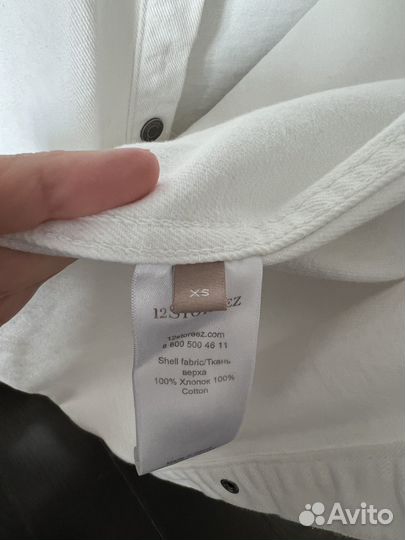 XS
12STOREEZ
12storeez.com
8 800 500 46 11
Shell fabric/Ткань
верха
100% Хлопок 100%
Cotton
Avito